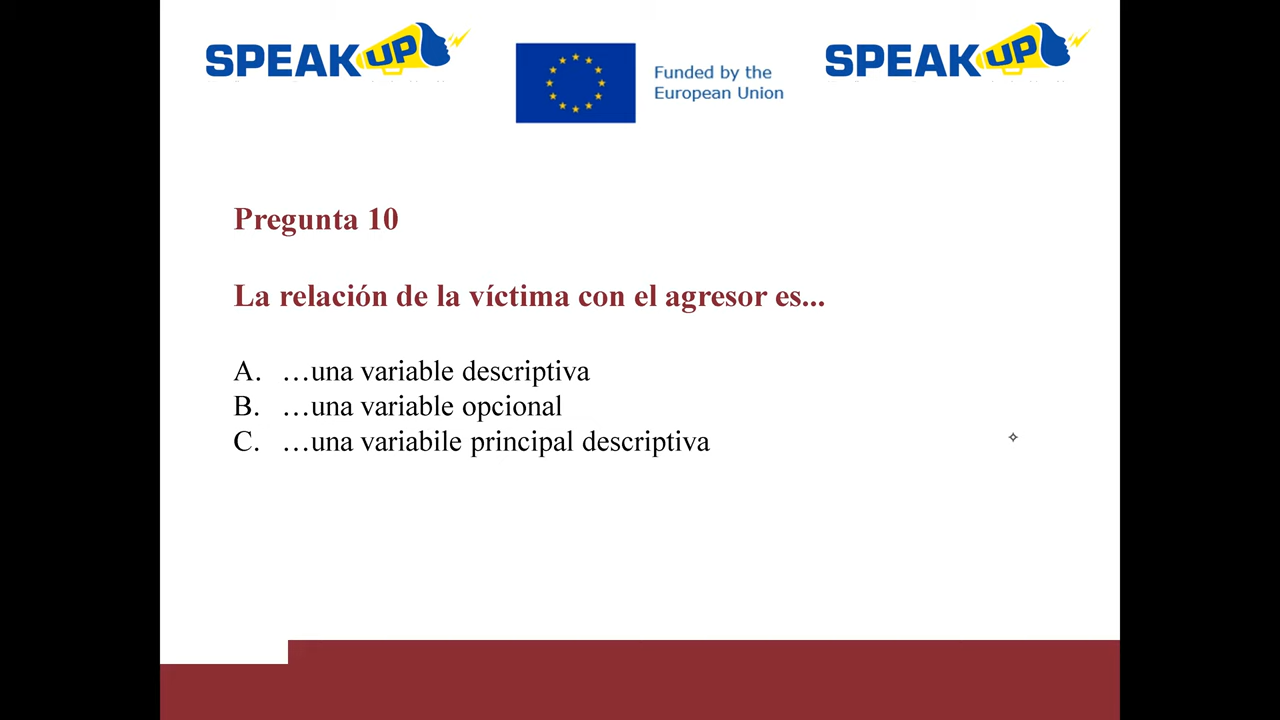 SPEAK UP
Funded by the
European Union
SPEAK UP
Pregunta 10
La relación de la víctima con el agresor es...
A. …una variable descriptiva
B. …una variable opcional
C. …una variabile principal descriptiva